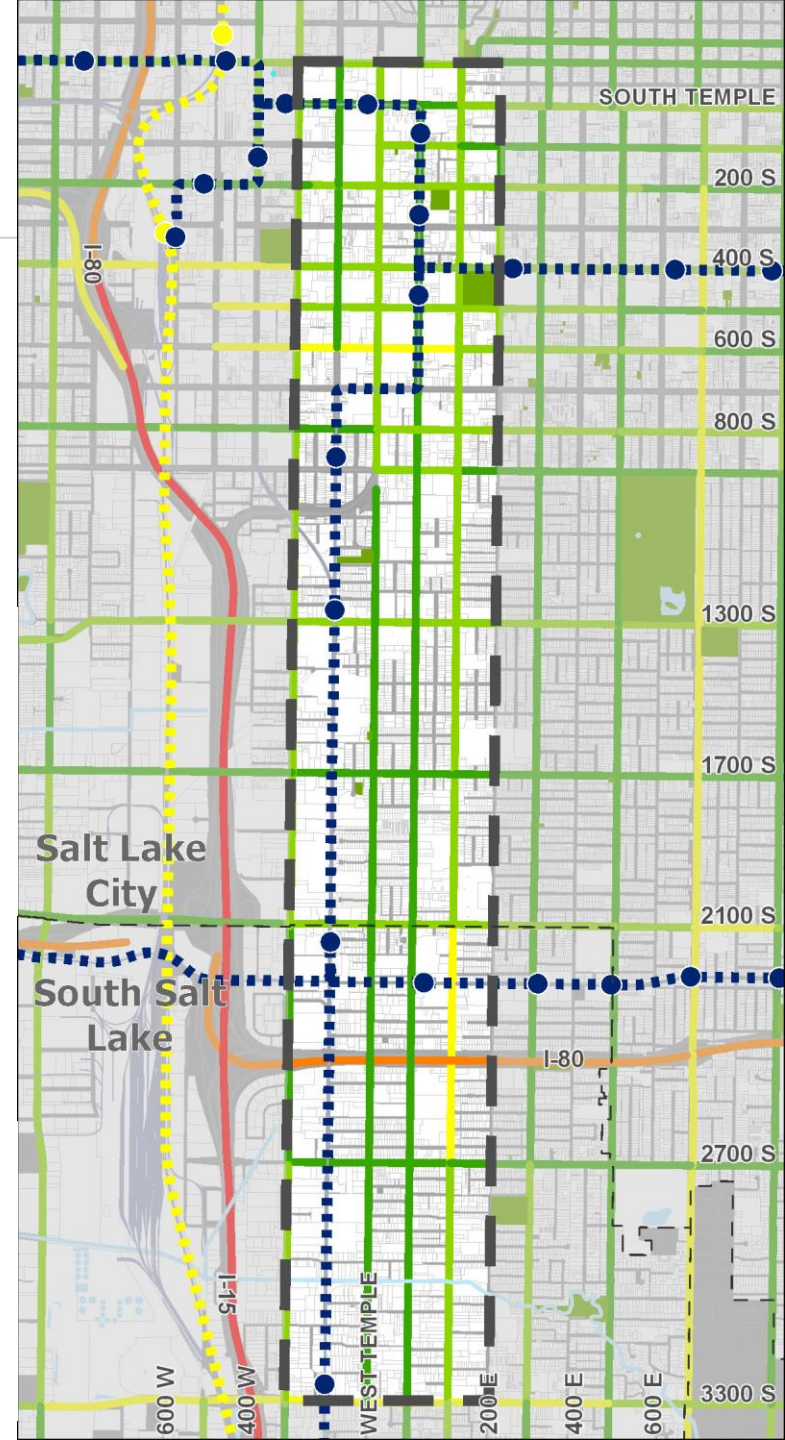 SOUTH TEMPLE
200 S
I-80
400 S
600 S
800 S
1300 S
1700 S
Salt Lake
City
2100 S
South Salt
Lake
I-80
2700 S
I-15
WEST TEMPLE
600 W
400 W
200 E
400 E
600 E
3300 S